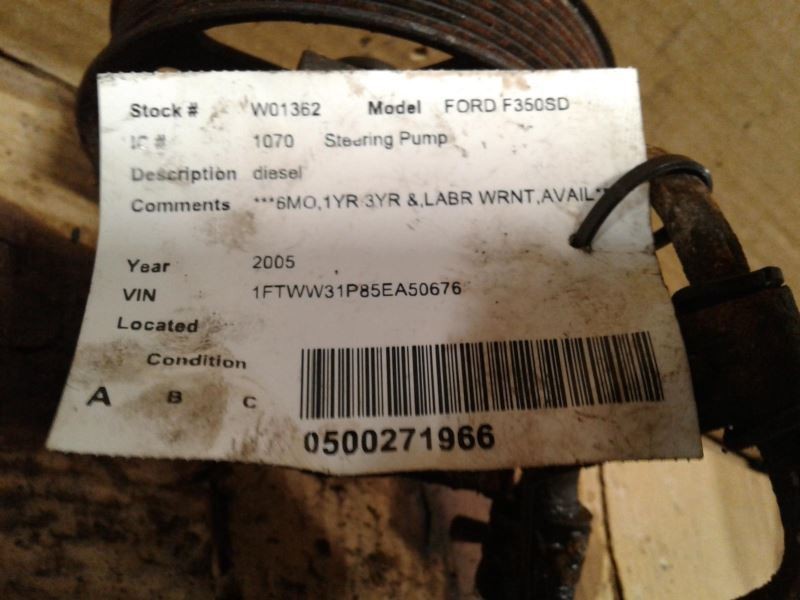 Stock # W01362 Model FORD F350SD
IC # 1070 Steering Pump
Description diesel
Comments ***6MO,1YR 3YR &,LABR WRNT,AVAIL**
Year 2005
VIN 1FTWW31P85EA50676
Located
Condition
A B C
0500271966